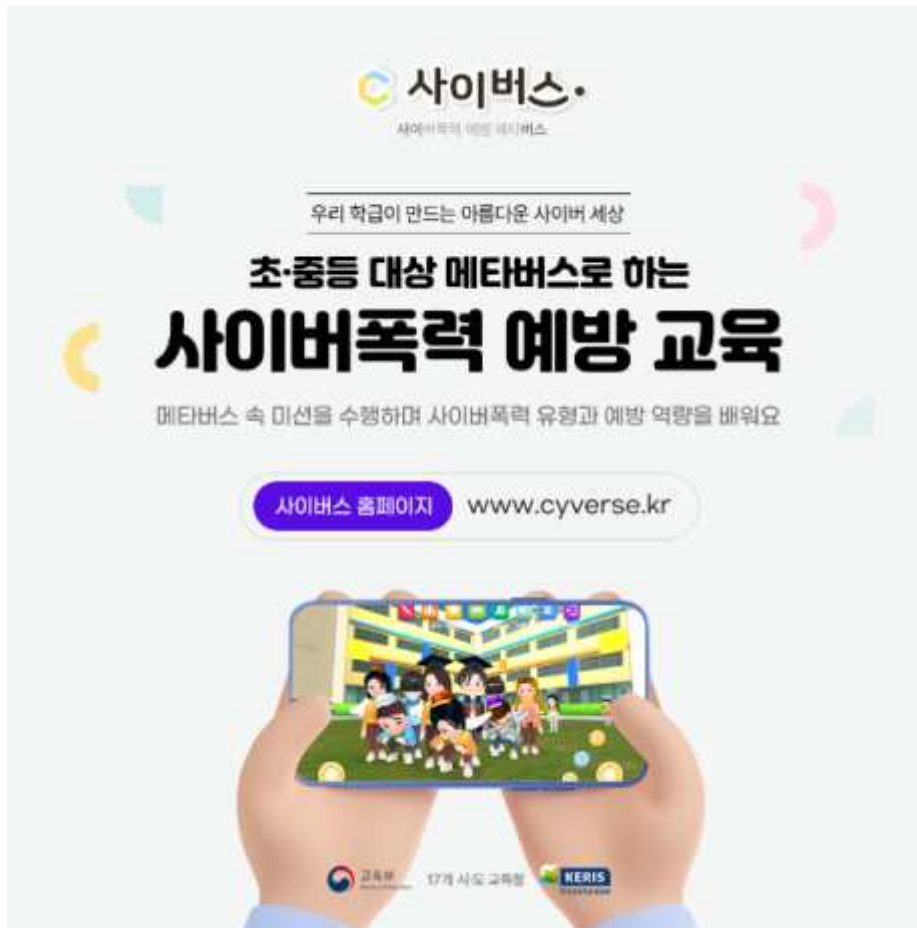 사이버스
사이버폭력 예방 메타버스
우리 학급이 만드는 아름다운 사이버 세상
초·중등 대상 메타버스로 하는
사이버폭력 예방 교육
메타버스 속 미션을 수행하며 사이버폭력 유형과 예방 역량을 배워요
사이버스 홈페이지 www.cyverse.kr
교육부 17개 시·도 교육청 KERIS